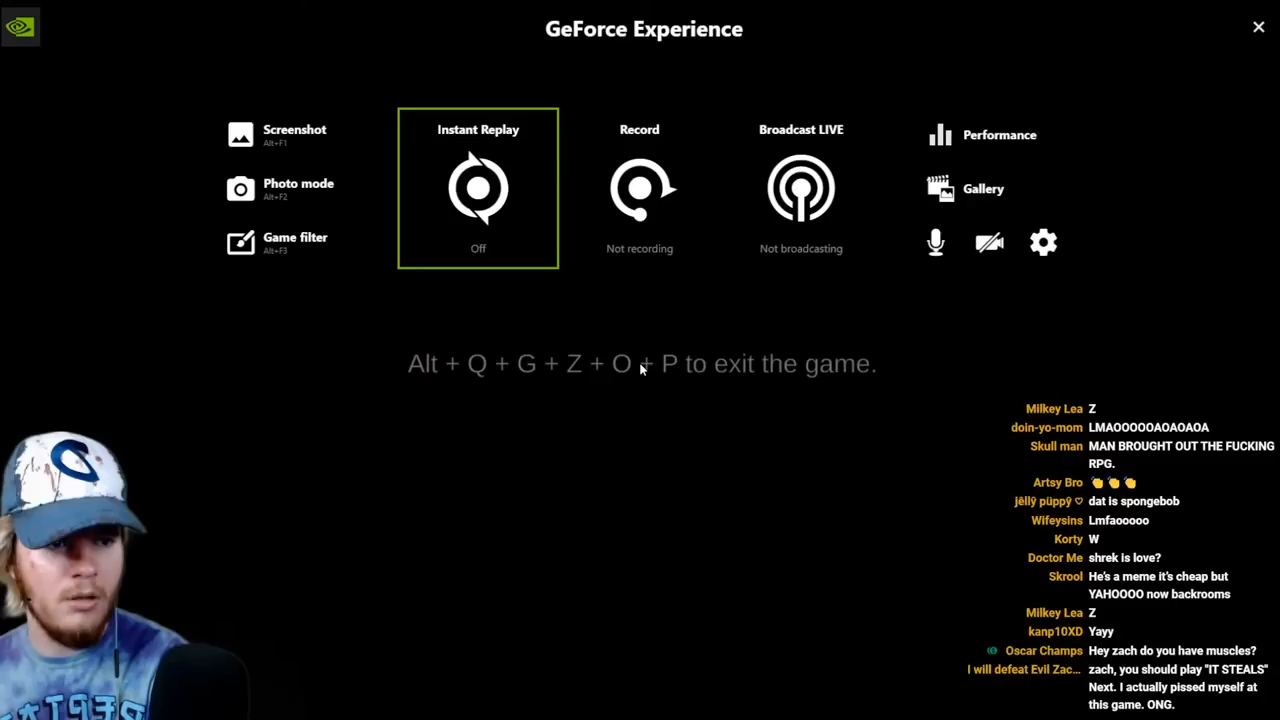 GeForce Experience
Screenshot
Alt+F1
Photo mode
Alt+F2
Game filter
Alt+F3
Instant Replay
Off
Record
Not recording
Broadcast LIVE
Not broadcasting
Performance
Gallery
Alt + Q + G + Z + O + P to exit the game.
Milkey Lea Z
doin-yo-mom LMAOOOOOAOAOAOA
Skull man MAN BROUGHT OUT THE FUCKING
RPG.
Artsy Bro 👏👏👏
jêllŷ püppŷ ♡ dat is spongebob
Wifeysins Lmfaooooo
Korty W
Doctor Me shrek is love?
Skrool He's a meme it's cheap but
YAHOOOO now backrooms
Milkey Lea Z
kanp10XD Yayy
Oscar Champs Hey zach do you have muscles?
I will defeat Evil Zac... zach, you should play "IT STEALS"
Next. I actually pissed myself at
this game. ONG.